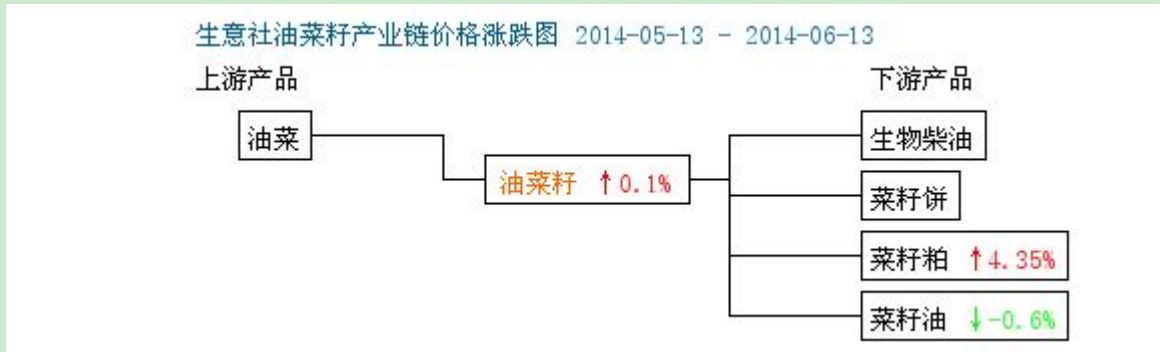 生意社油菜籽产业链价格涨跌图 2014-05-13 - 2014-06-13
上游产品 下游产品
油菜
油菜籽 ↑0.1%
生物柴油
菜籽饼
菜籽粕 ↑4.35%
菜籽油 ↓-0.6%